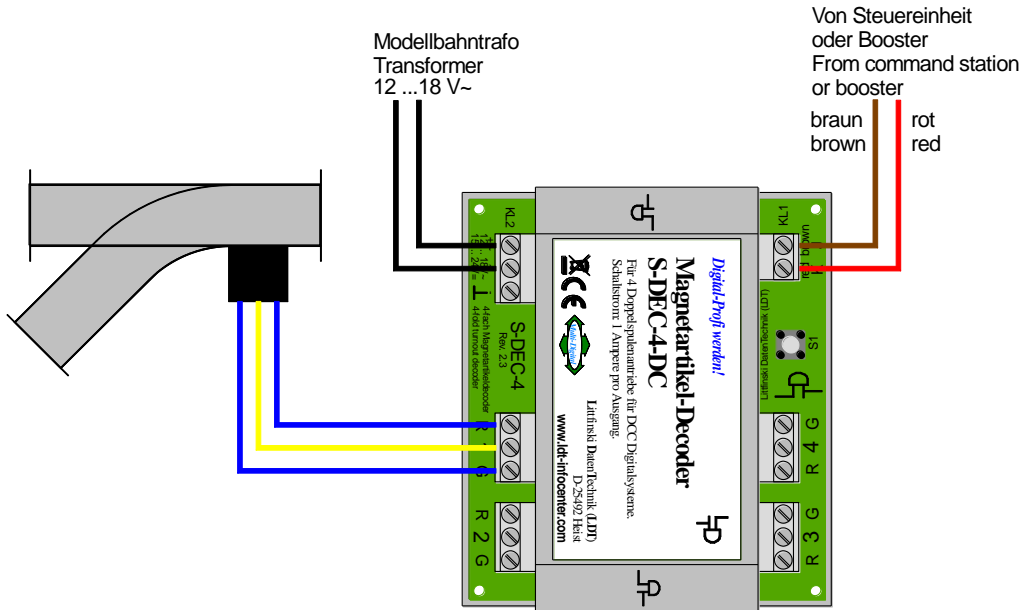 Modellbahntrafo
Transformer
12 ...18 V~
Von Steuereinheit
oder Booster
From command station
or booster
braun
brown
rot
red
KL2
KL1
red brown
S-DEC-4
Rev. 2.3
4-fach Magnetartikeldecoder
4-fold turnout decoder
Digital-Profi werden!
Magnetartikel-Decoder
S-DEC-4-DC
Für 4 Doppelspulenantriebe für DCC Digitalsysteme.
Schaltstrom: 1 Ampere pro Ausgang.
CE
Multi-Digital
Littfinski DatenTechnik (LDT)
D-25492 Heist
www.ldt-infocenter.com
Littfinski DatenTechnik (LDT)
S1
R 1 G
R 2 G
R 4 G
R 3 G